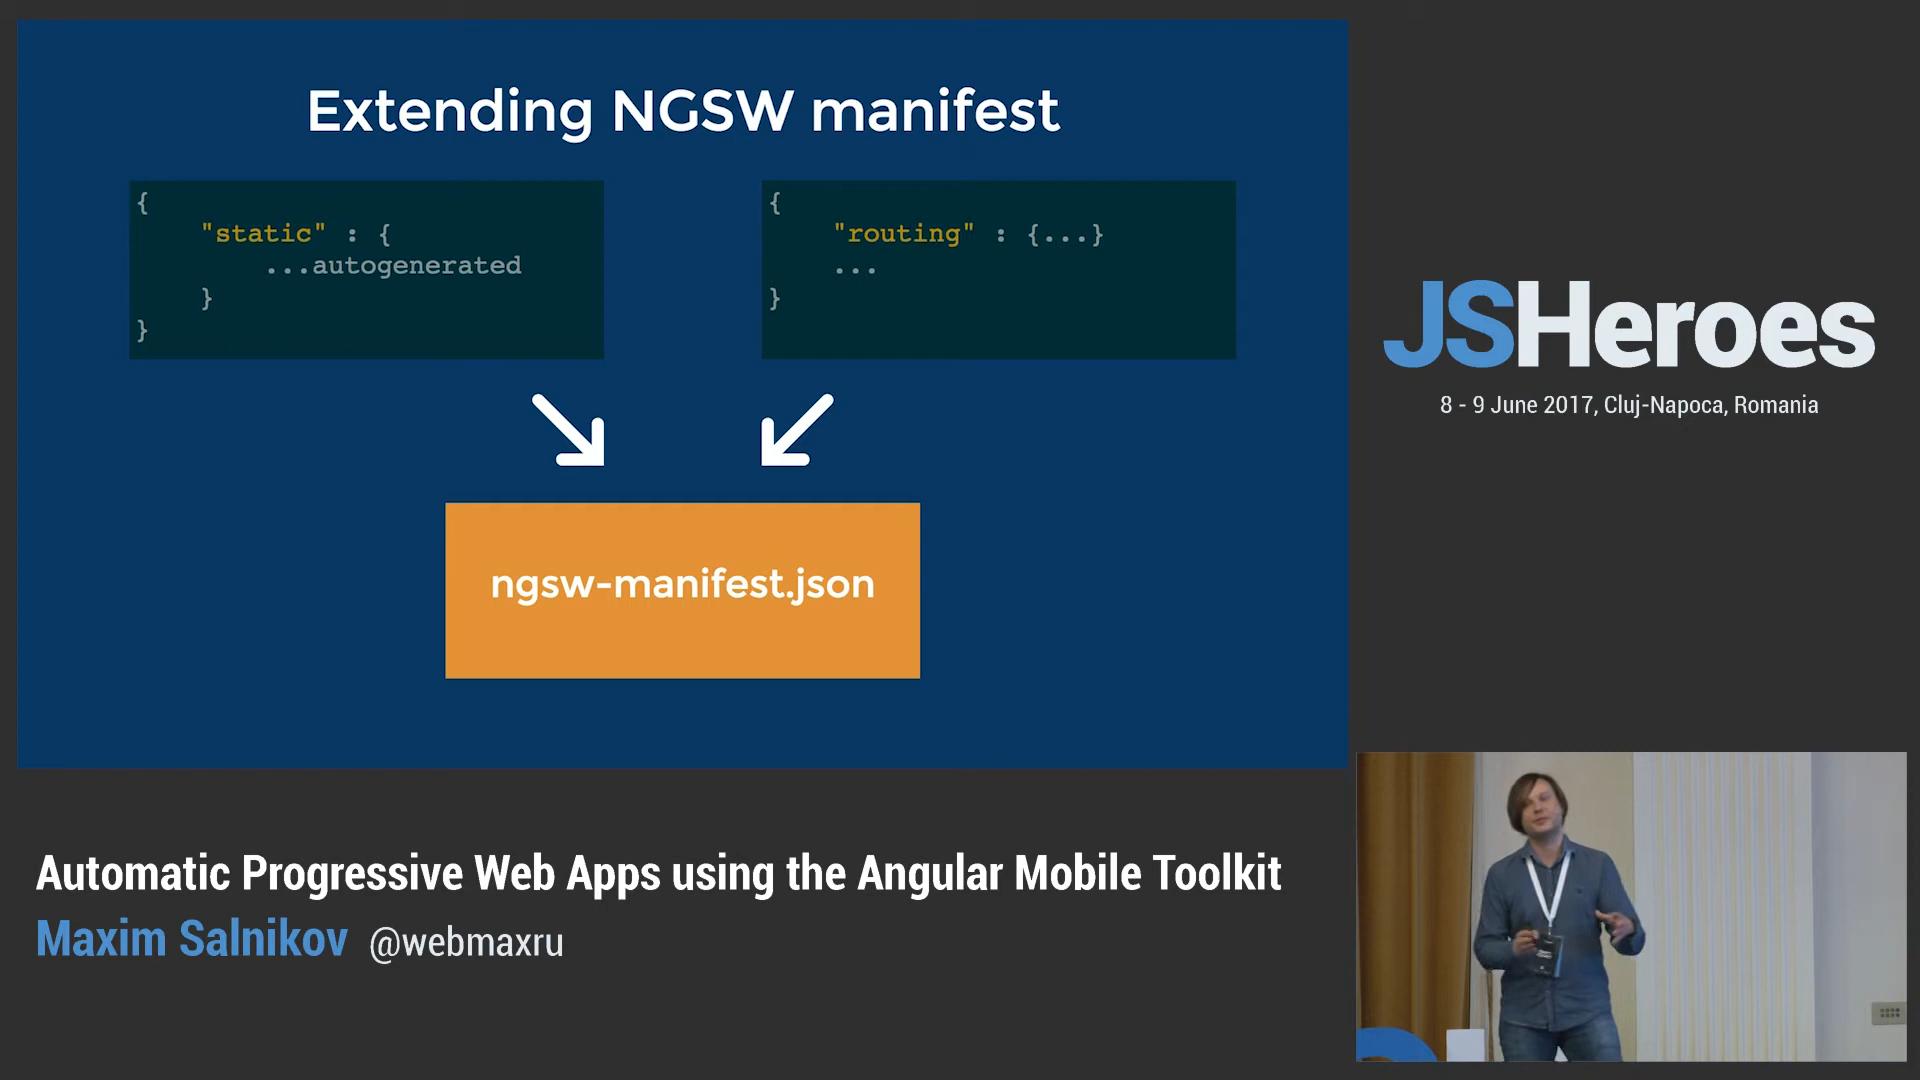 Extending NGSW manifest
{
"static" : {
...autogenerated
}
}
{
"routing" : {...}
...
}
ngsw-manifest.json
JSHeroes
8 - 9 June 2017, Cluj-Napoca, Romania
Automatic Progressive Web Apps using the Angular Mobile Toolkit
Maxim Salnikov @webmaxru